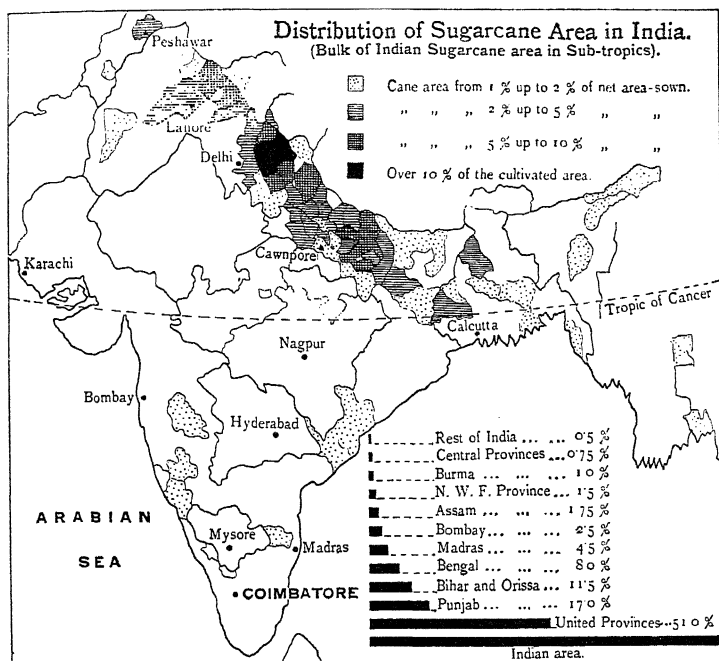 Distribution of Sugarcane Area in India.
(Bulk of Indian Sugarcane area in Sub-tropics).
Cane area from 1 % up to 2 % of net area-sown.
„ „ „ 2 % up to 5 % „ „
„ „ „ 5 % up to 10 % „ „
Over 10 % of the cultivated area.
Peshawar
Lahore
Delhi
Cawnpore
Karachi
Tropic of Cancer
Calcutta
Nagpur
Bombay
Hyderabad
ARABIAN
SEA
Mysore
Madras
COIMBATORE
Rest of India ... ... 0·5 %
Central Provinces ... 0·75 %
Burma ... ... ... 1·0 %
N. W. F. Province ... 1·5 %
Assam ... ... ... 1·75 %
Bombay ... ... ... 2·5 %
Madras ... ... ... 4·5 %
Bengal ... ... ... 8·0 %
Bihar and Orissa ... 11·5 %
Punjab ... ... ... 17·0 %
United Provinces ... 51·0 %
Indian area.